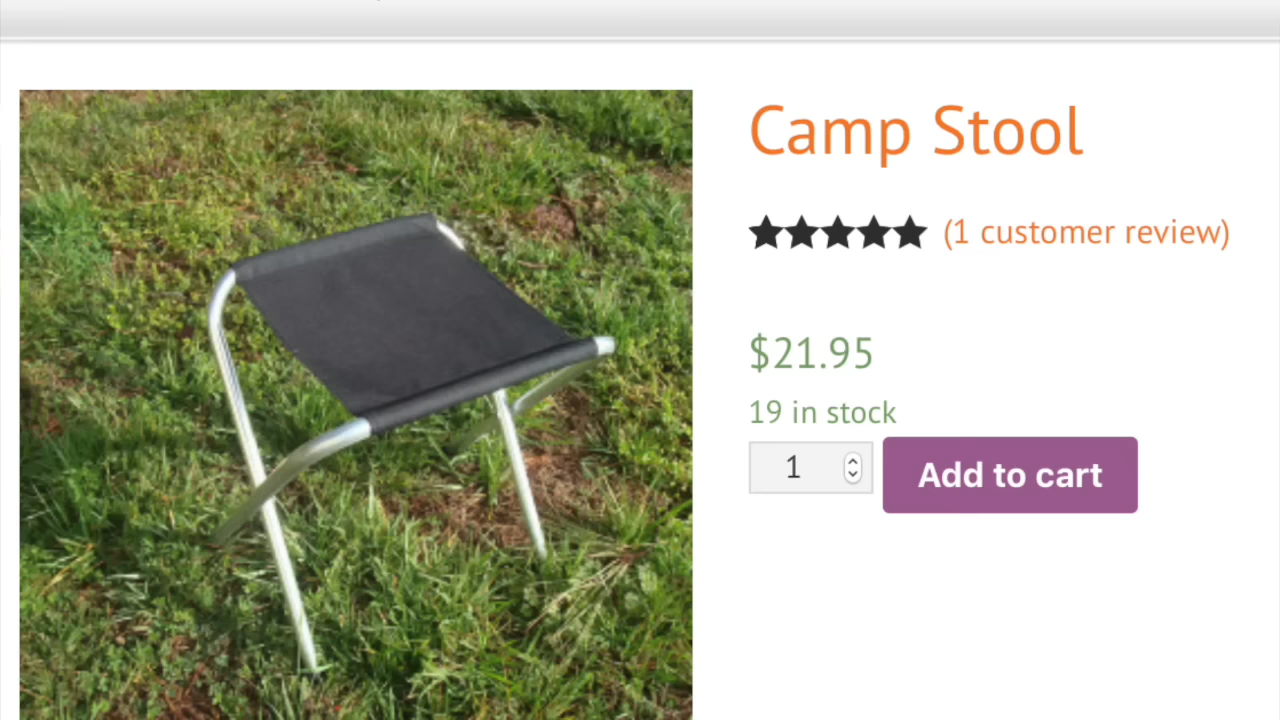 Camp Stool
(1 customer review)
$21.95
19 in stock
1
Add to cart